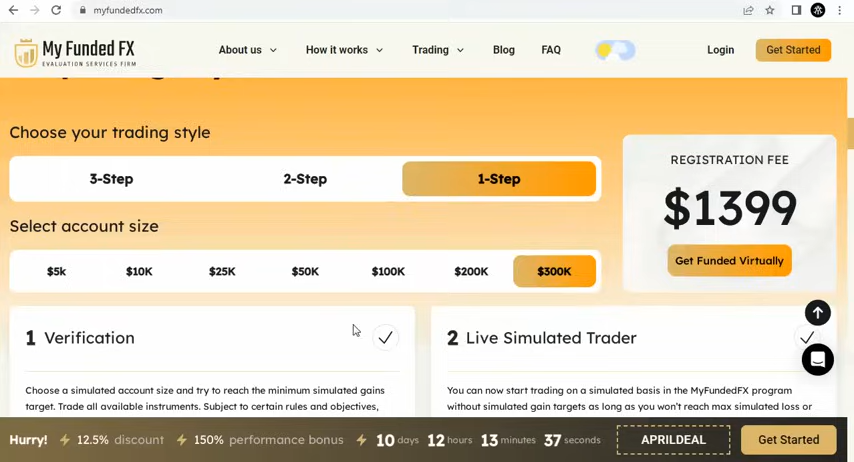 myfundedfx.com
My Funded FX
EVALUATION SERVICES FIRM
About us
How it works
Trading
Blog
FAQ
Login
Get Started
Choose your trading style
3-Step
2-Step
1-Step
REGISTRATION FEE
$1399
Get Funded Virtually
Select account size
$5k
$10K
$25K
$50K
$100K
$200K
$300K
1 Verification
Choose a simulated account size and try to reach the minimum simulated gains
target. Trade all available instruments. Subject to certain rules and objectives,
2 Live Simulated Trader
You can now start trading on a simulated basis in the MyFundedFX program
without simulated gain targets as long as you won't reach max simulated loss or
Hurry! 12.5% discount 150% performance bonus 10 days 12 hours 13 minutes 37 seconds
APRILDEAL
Get Started